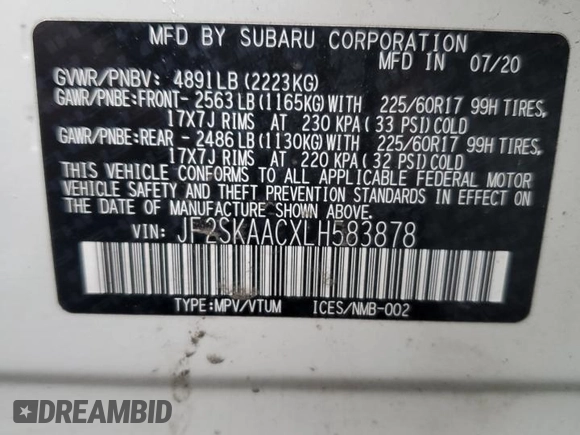 MFD BY SUBARU CORPORATION
MFD IN 07/20
GVWR/PNBV: 4891LB (2223KG)
GAWR/PNBE:FRONT- 2563LB(1165KG)WITH 225/60R17 99H TIRES,
17X7J RIMS AT 230 KPA(33 PSI)COLD
GAWR/PNBE:REAR - 2486LB(1130KG)WITH 225/60R17 99H TIRES,
17X7J RIMS AT 220 KPA(32 PSI)COLD
THIS VEHICLE CONFORMS TO ALL APPLICABLE FEDERAL MOTOR
VEHICLE SAFETY AND THEFT PREVENTION STANDARDS IN EFFECT ON
THE DATE OF MANUFACTURE SHOWN ABOVE.
VIN: JF2SKAACXLH583878
TYPE:MPV/VTUM ICES/NMB-002
DREAMBID